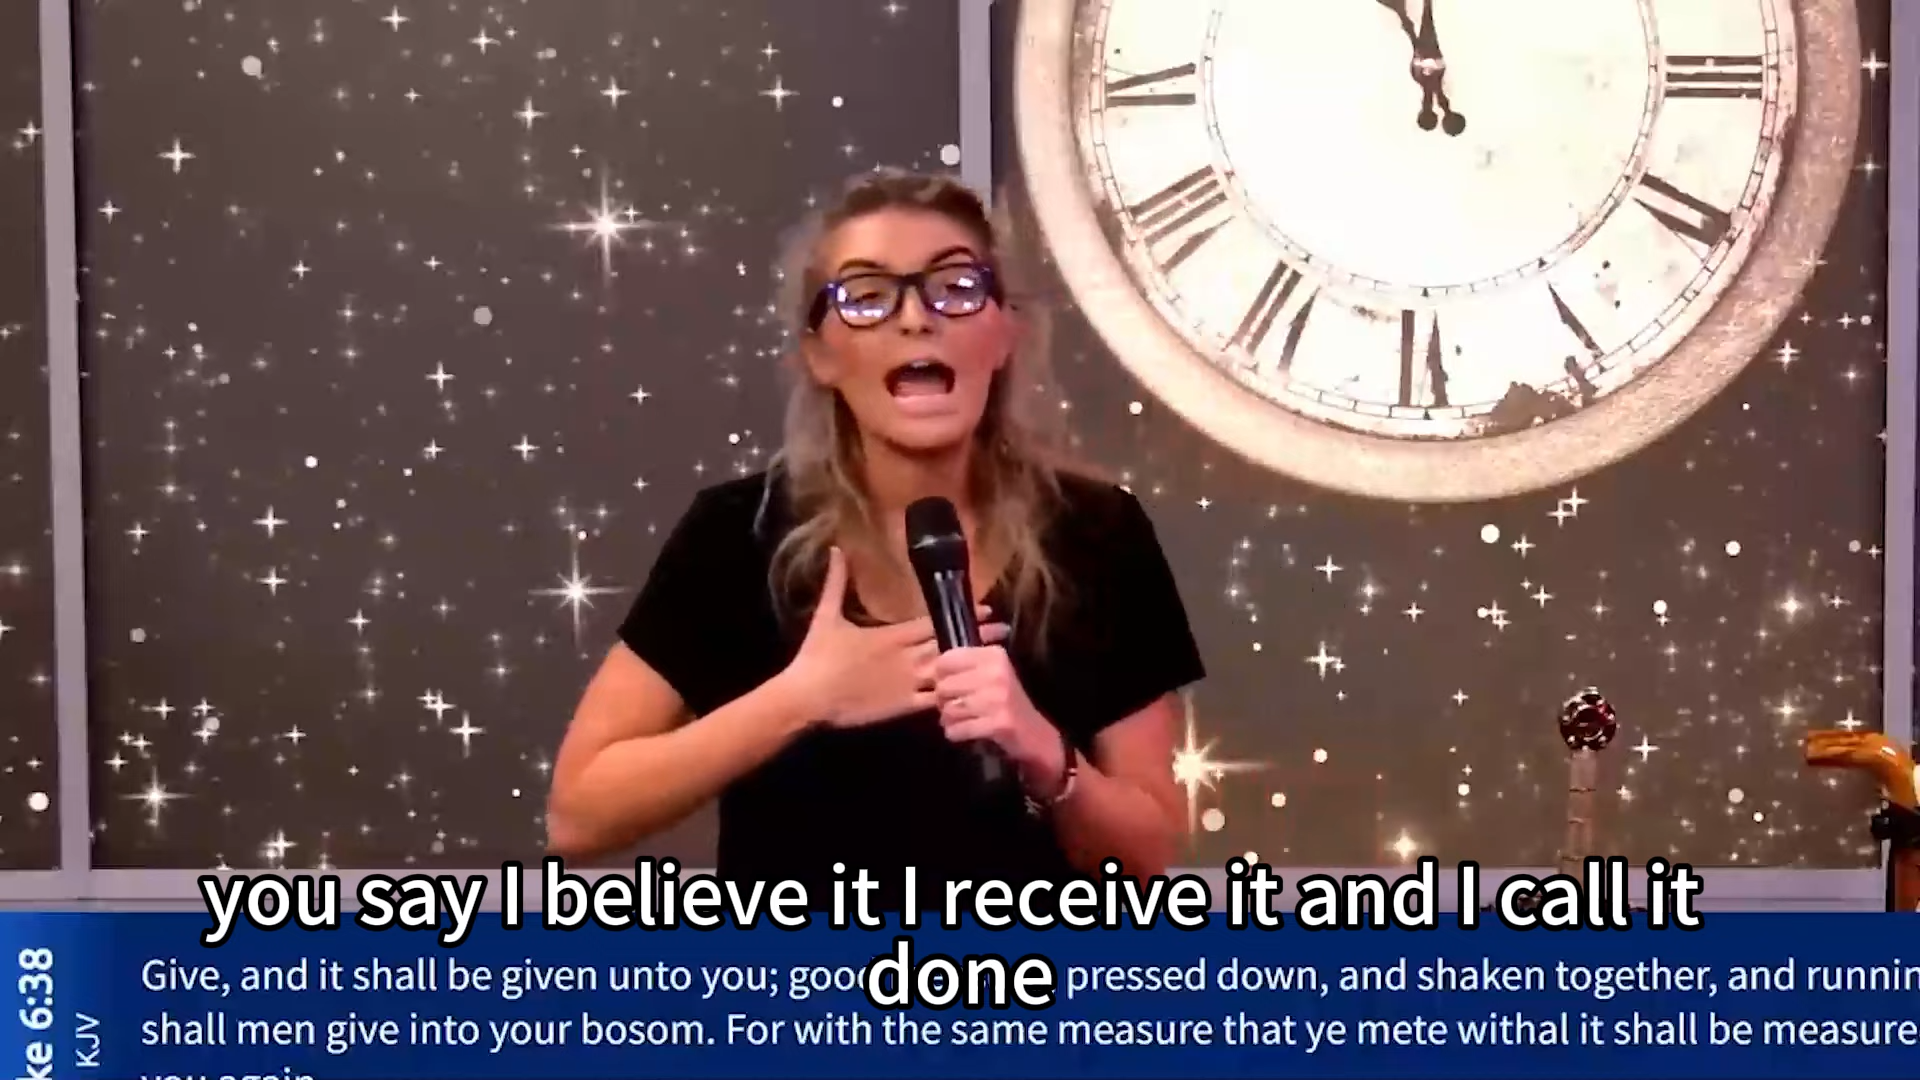 you say I believe it I receive it and I call it
done
ke 6:38
KJV
Give, and it shall be given unto you; pressed down, and shaken together, and runnin
shall men give into your bosom. For with the same measure that ye mete withal it shall be measure
you again.